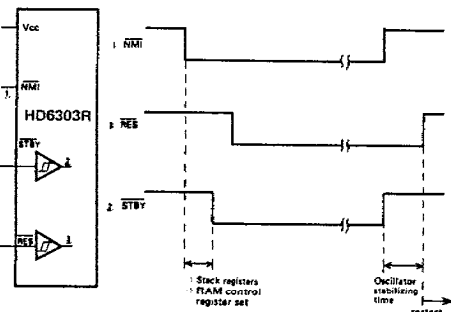 Vcc
1. NMI
HD6303R
STBY
2
RES
3
1 NMI
3 RES
2 STBY
Stack registers
RAM control
register set
Oscillator
stabilizing
time
restart